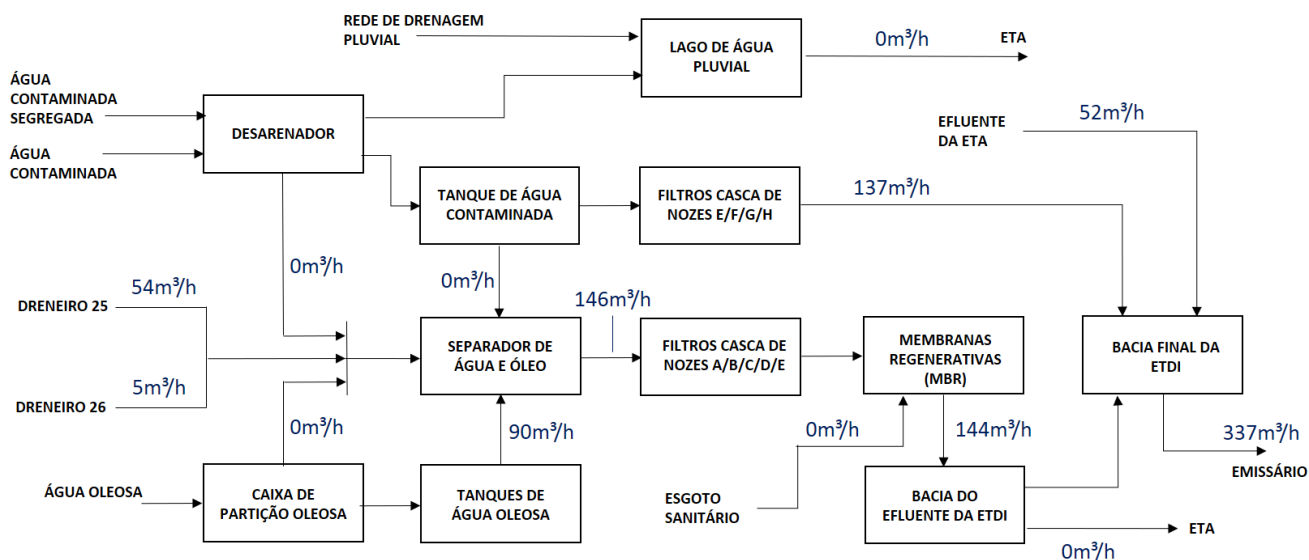 REDE DE DRENAGEM
PLUVIAL
LAGO DE ÁGUA
PLUVIAL
0m³/h
ETA
ÁGUA
CONTAMINADA
SEGREGADA
DESARENADOR
ÁGUA
CONTAMINADA
EFLUENTE
DA ETA
52m³/h
TANQUE DE ÁGUA
CONTAMINADA
FILTROS CASCA DE
NOZES E/F/G/H
137m³/h
0m³/h
0m³/h
DRENEIRO 25
54m³/h
146m³/h
SEPARADOR DE
ÁGUA E ÓLEO
FILTROS CASCA DE
NOZES A/B/C/D/E
MEMBRANAS
REGENERATIVAS
(MBR)
BACIA FINAL DA
ETDI
DRENEIRO 26
5m³/h
0m³/h
90m³/h
0m³/h
144m³/h
337m³/h
EMISSÁRIO
ÁGUA OLEOSA
CAIXA DE
PARTIÇÃO OLEOSA
TANQUES DE
ÁGUA OLEOSA
ESGOTO
SANITÁRIO
BACIA DO
EFLUENTE DA ETDI
ETA
0m³/h